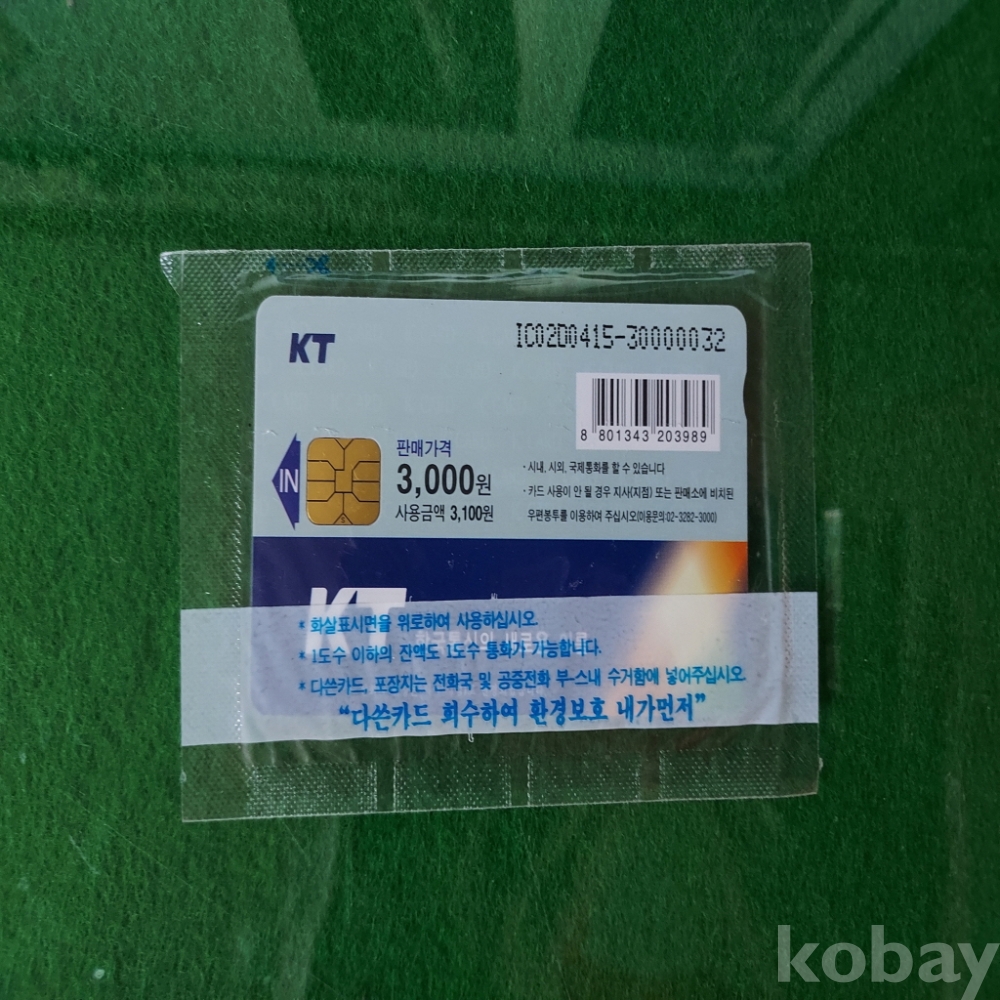 KT
IC02D0415-30000032
8 801343 203989
IN
판매가격
3,000원
사용금액 3,100원
· 시내, 시외, 국제통화를 할 수 있습니다
· 카드 사용이 안 될 경우 지사(지점) 또는 판매소에 비치된
우편봉투를 이용하여 주십시오(이용문의:02-3282-3000)
KT
* 화살표시면을 위로하여 사용하십시오.
* 1도수 이하의 잔액도 1도수 통화가 가능합니다.
* 다쓴카드, 포장지는 전화국 및 공중전화 부-스내 수거함에 넣어주십시오.
"다쓴카드 회수하여 환경보호 내가먼저"
kobay